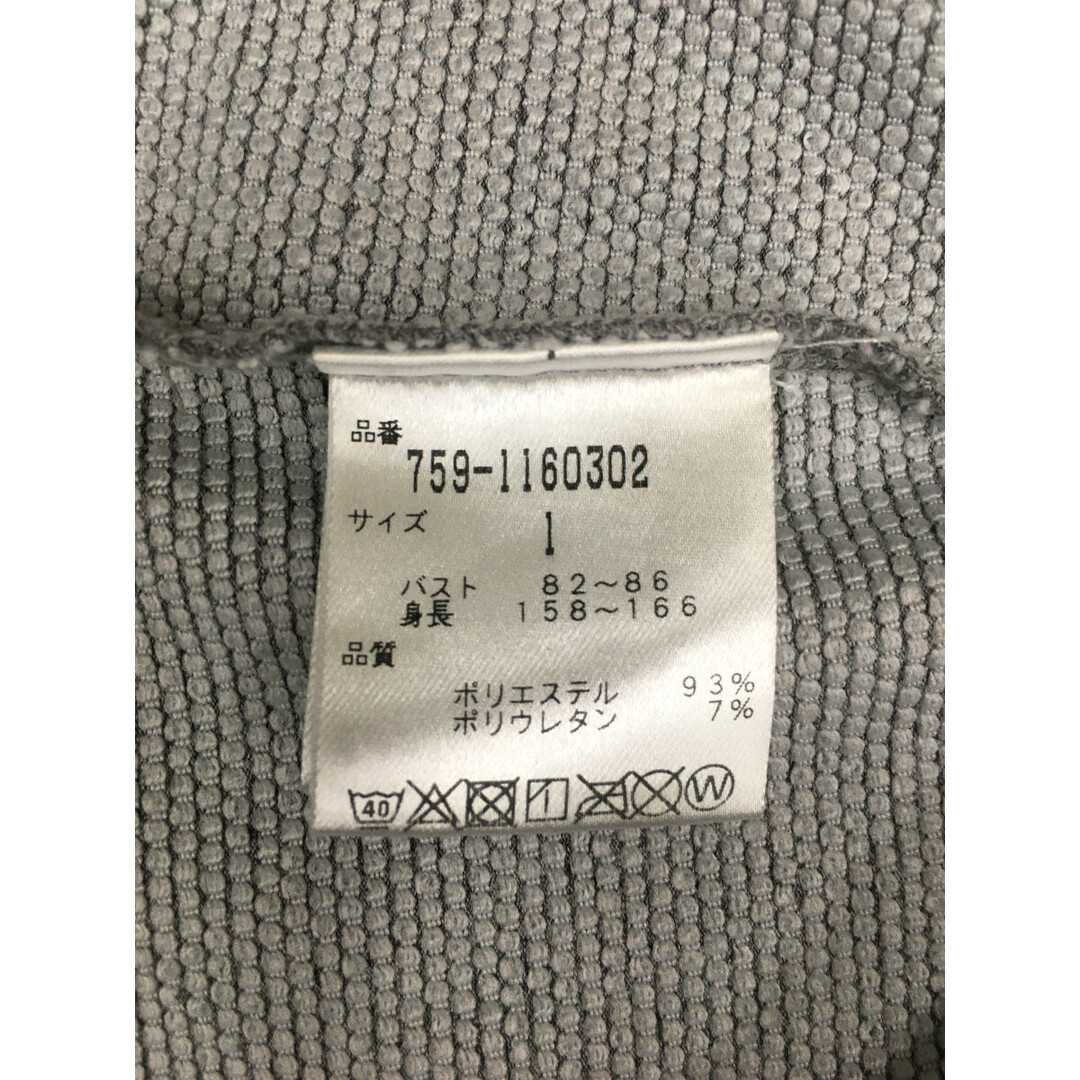 品番
759-1160302
サイズ 1
バスト 82～86
身長 158～166
品質
ポリエステル 93%
ポリウレタン 7%
40 W